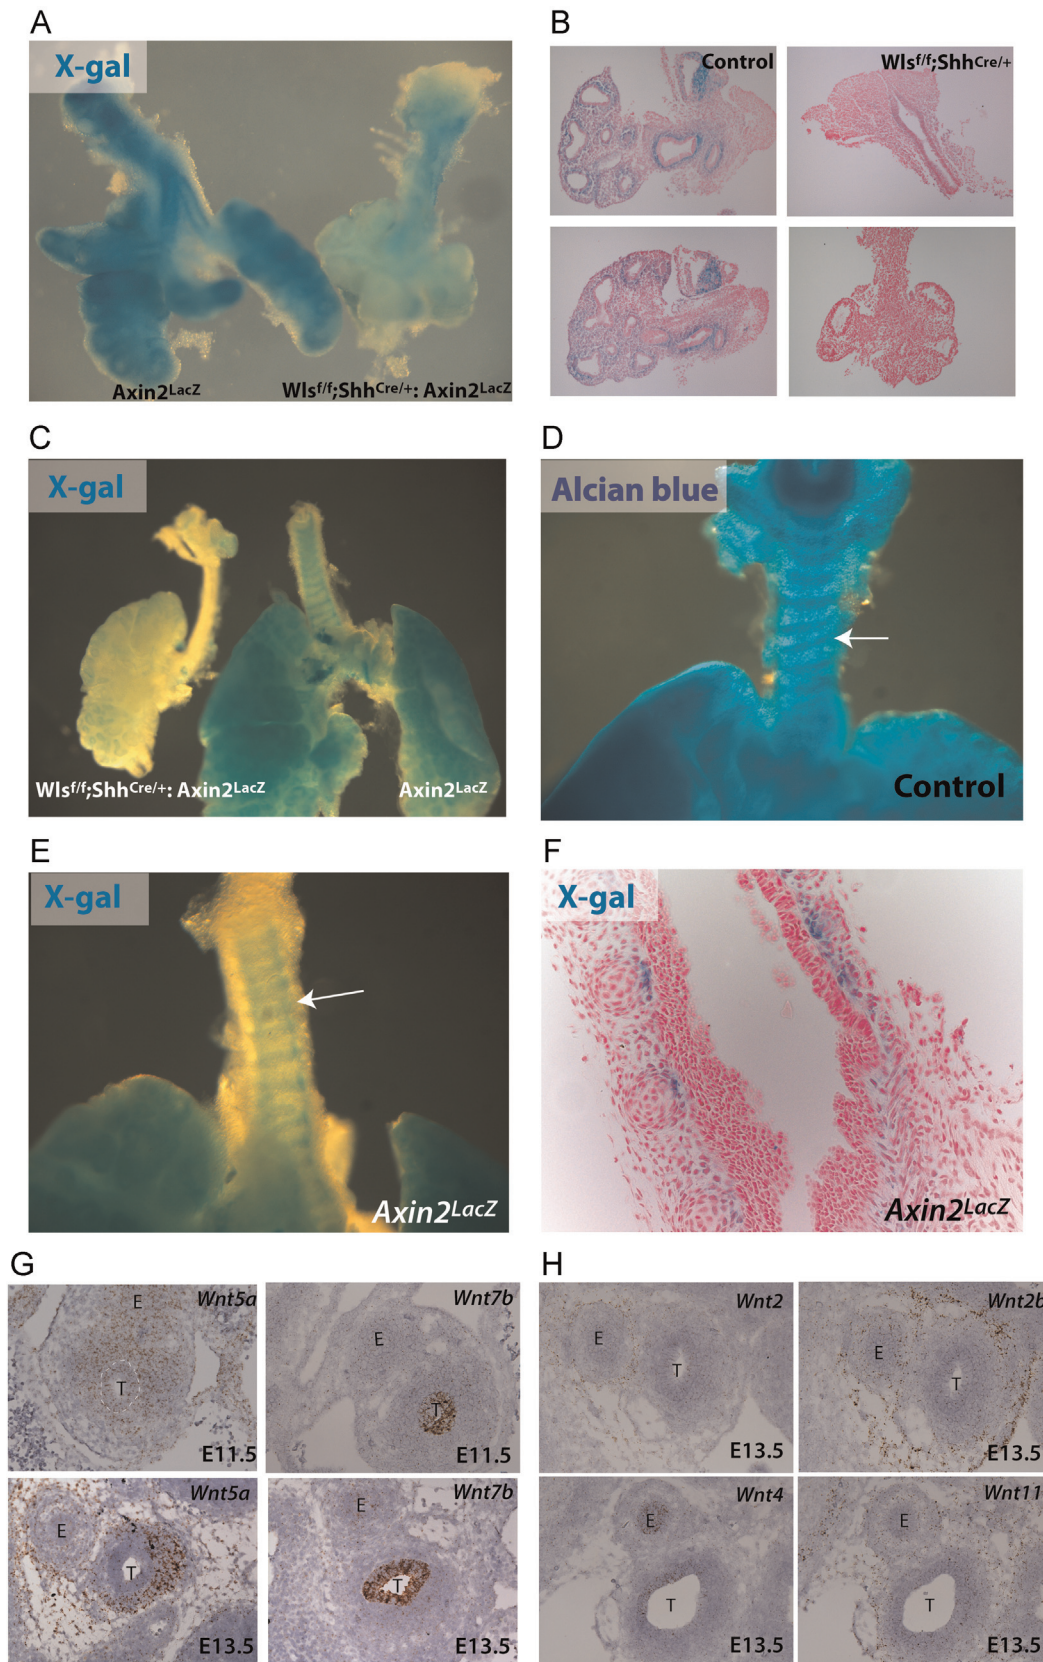 A
X-gal
Axin2LacZ
Wlsf/f;ShhCre/+: Axin2LacZ
B
Control
Wlsf/f;ShhCre/+
C
X-gal
Wlsf/f;ShhCre/+: Axin2LacZ
Axin2LacZ
D
Alcian blue
Control
E
X-gal
Axin2LacZ
F
X-gal
Axin2LacZ
G
Wnt5a
E
T
E11.5
Wnt7b
E
T
E11.5
Wnt5a
E
T
E13.5
Wnt7b
E
T
E13.5
H
Wnt2
E
T
E13.5
Wnt2b
E
T
E13.5
Wnt4
E
T
E13.5
Wnt11
E
T
E13.5